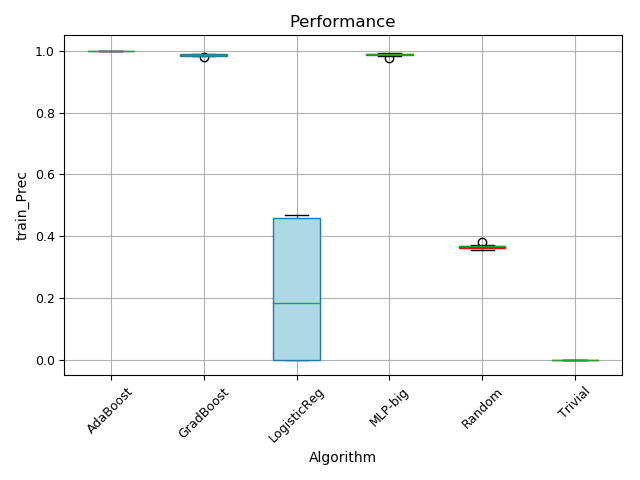 Performance
train_Prec
1.0
0.8
0.6
0.4
0.2
0.0
AdaBoost
GradBoost
LogisticReg
MLP-big
Random
Trivial
Algorithm